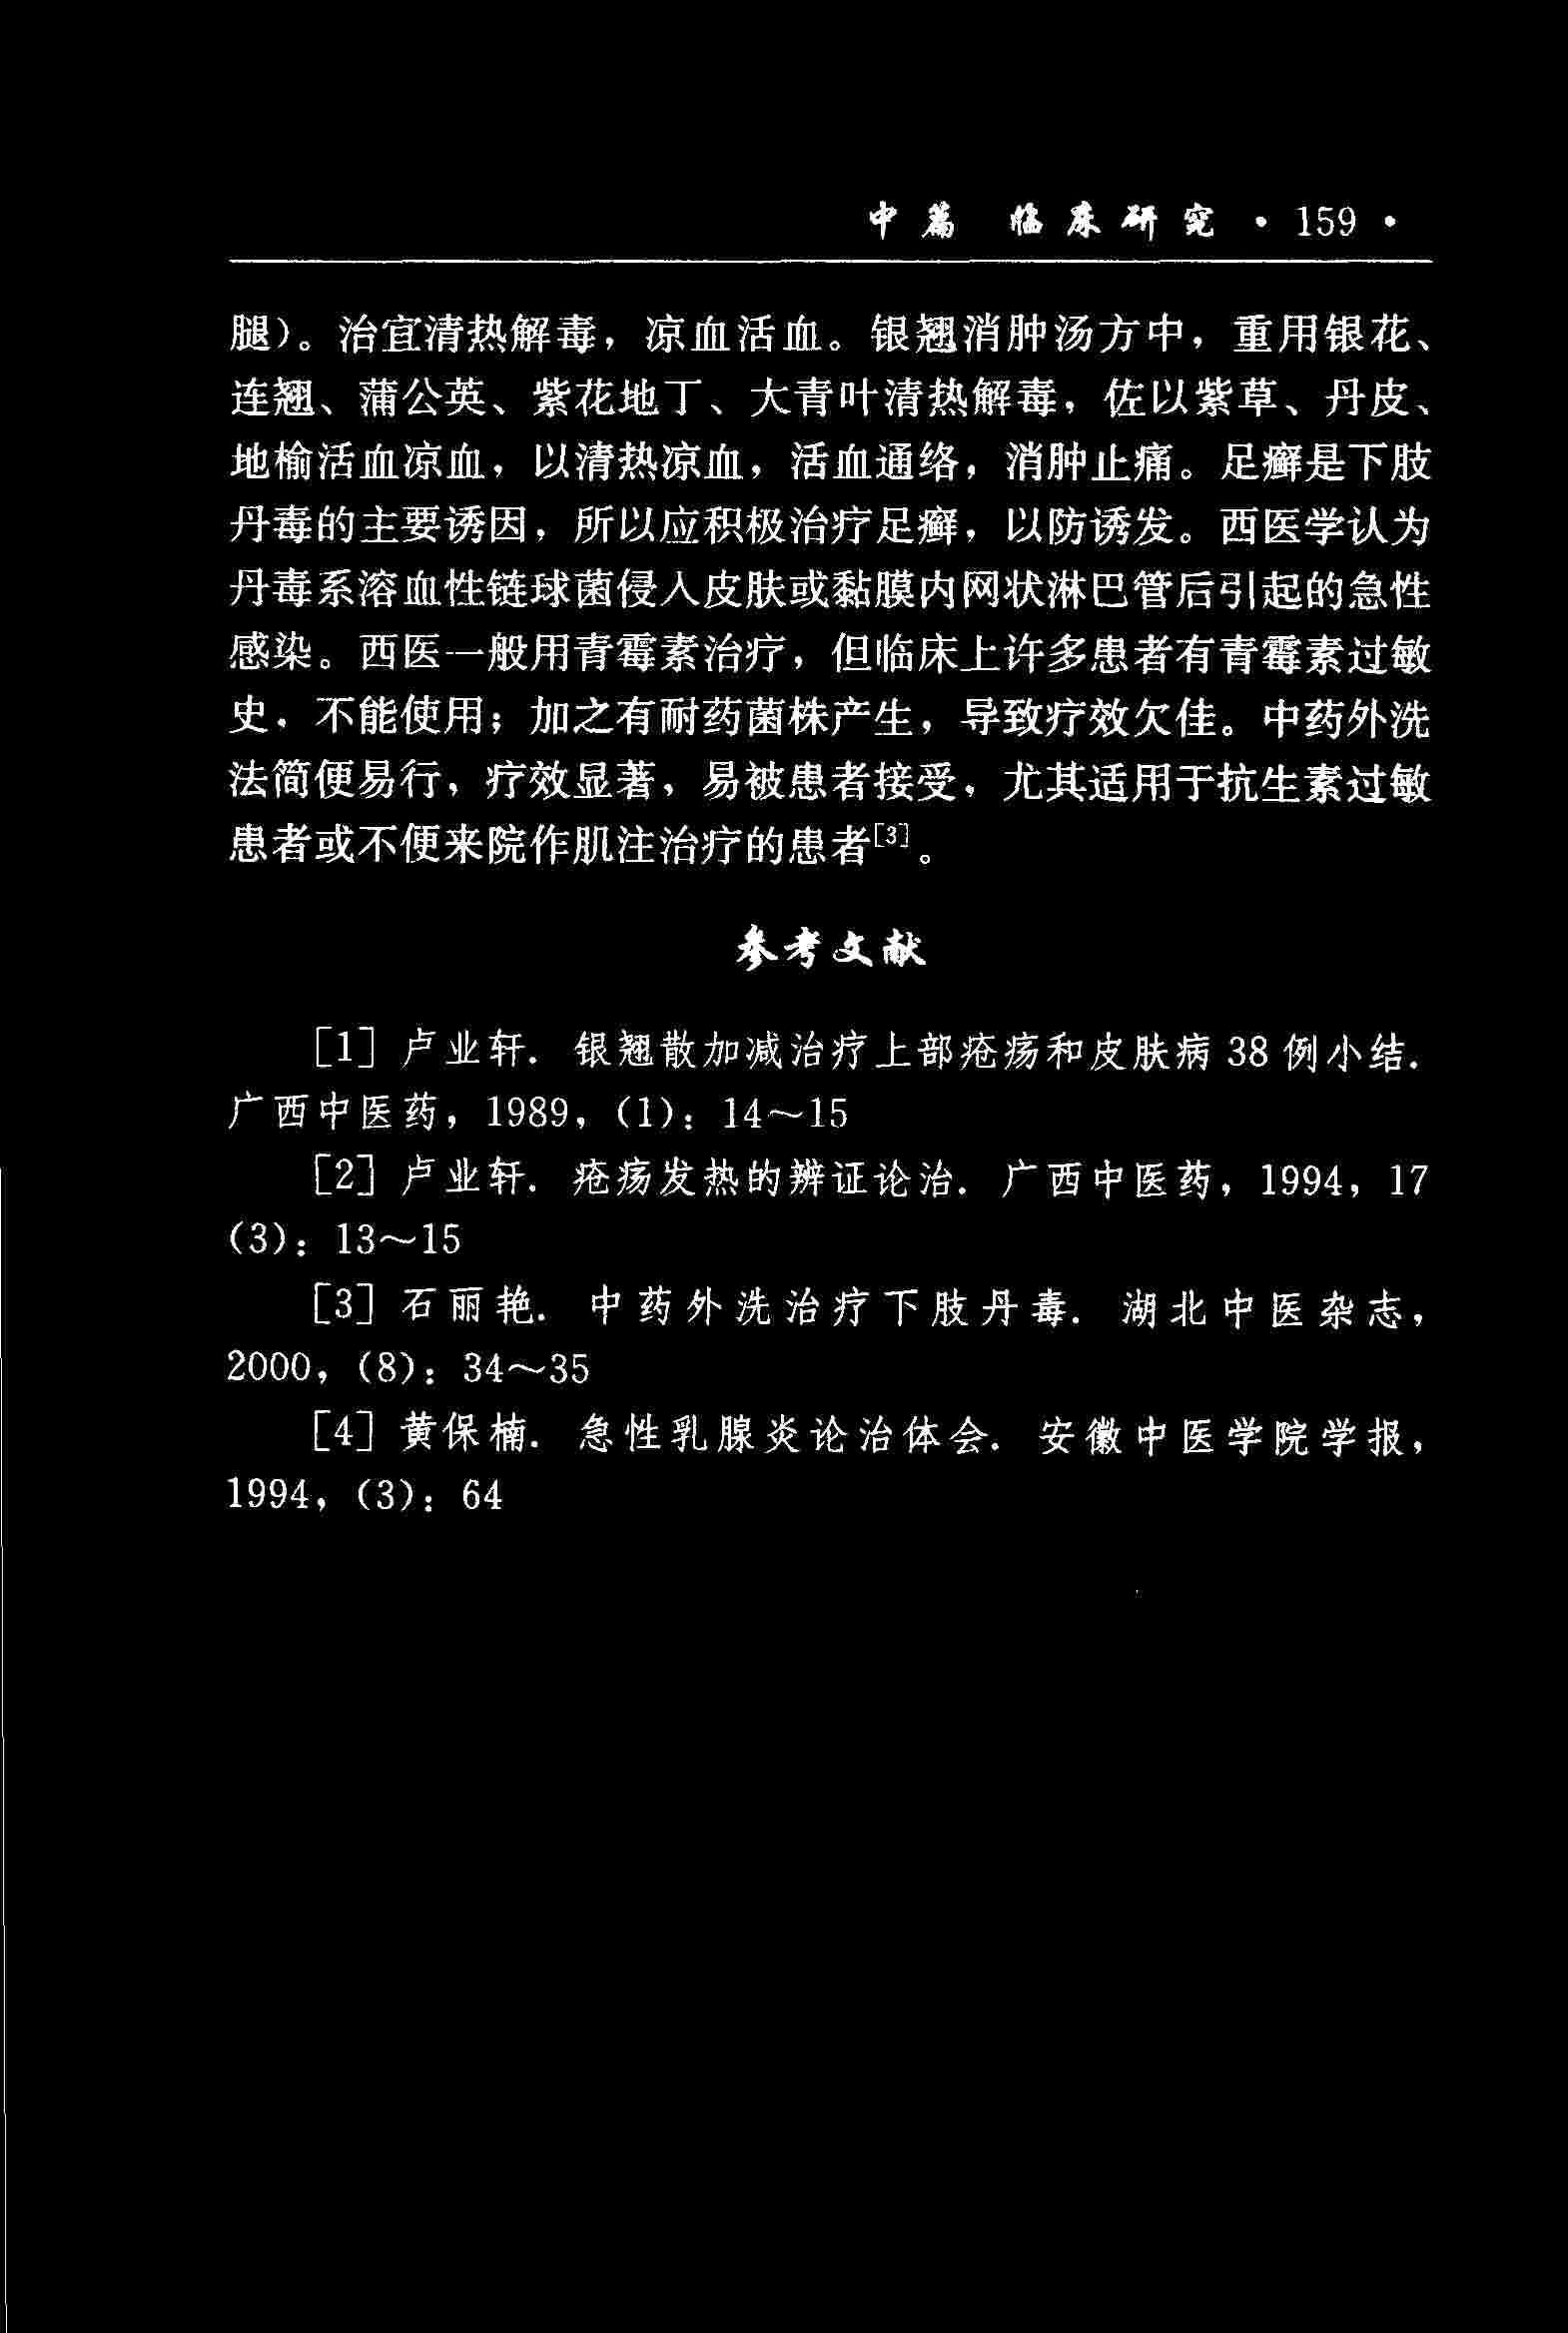 中篇 临床研究·159·
腿)。治宜清热解毒，凉血活血。银翘消肿汤方中，重用银花、
连翘、蒲公英、紫花地丁、大青叶清热解毒，佐以紫草、丹皮、
地榆活血凉血，以清热凉血，活血通络，消肿止痛。足癣是下肢
丹毒的主要诱因，所以应积极治疗足癣，以防诱发。西医学认为
丹毒系溶血性链球菌侵入皮肤或黏膜内网状淋巴管后引起的急性
感染。西医一般用青霉素治疗，但临床上许多患者有青霉素过敏
史，不能使用；加之有耐药菌株产生，导致疗效欠佳。中药外洗
法简便易行，疗效显著，易被患者接受，尤其适用于抗生素过敏
患者或不便来院作肌注治疗的患者[3]。
参考文献
[1] 卢业轩. 银翘散加减治疗上部疮疡和皮肤病 38 例小结.
广西中医药，1989，(1)：14～15
[2] 卢业轩. 疮疡发热的辨证论治. 广西中医药，1994，17
(3)：13～15
[3] 石丽艳. 中药外洗治疗下肢丹毒. 湖北中医杂志，
2000，(8)：34～35
[4] 黄保楠. 急性乳腺炎论治体会. 安徽中医学院学报，
1994，(3)：64